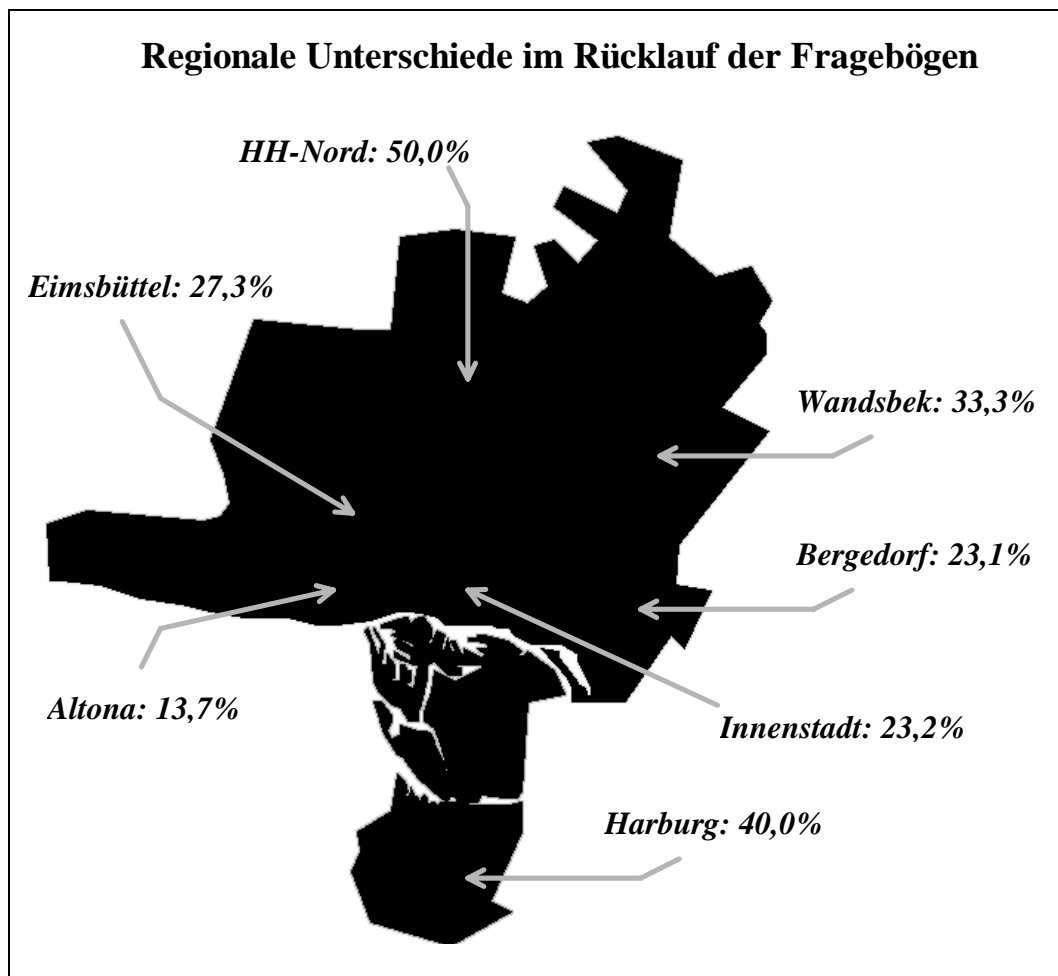 Regionale Unterschiede im Rücklauf der Fragebögen
HH-Nord: 50,0%
Eimsbüttel: 27,3%
Wandsbek: 33,3%
Bergedorf: 23,1%
Altona: 13,7%
Innenstadt: 23,2%
Harburg: 40,0%